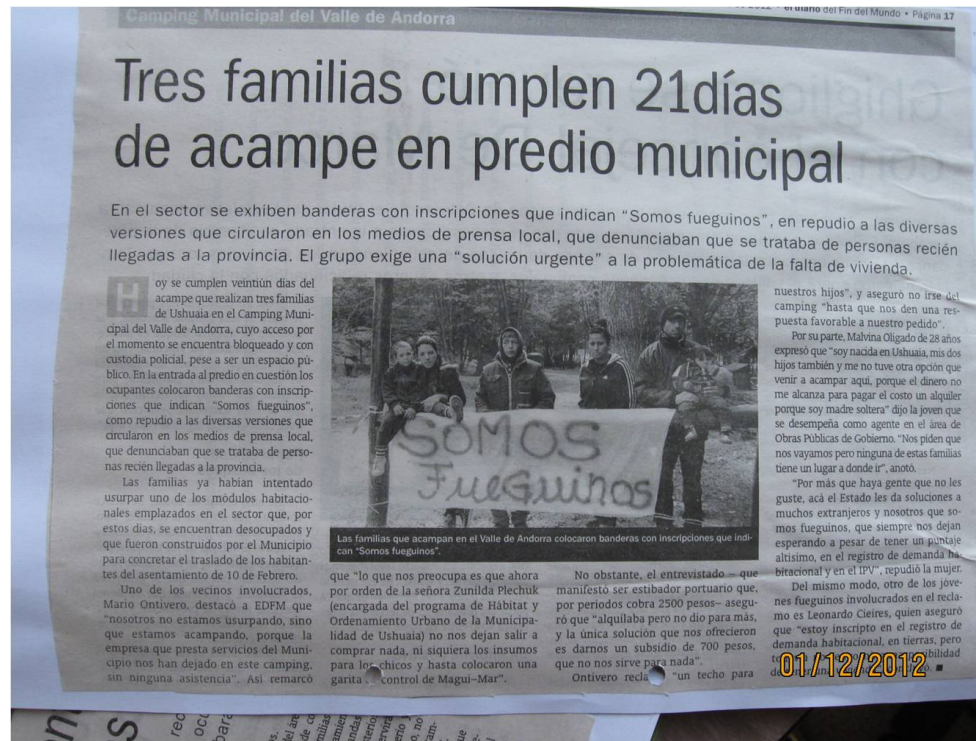 Camping Municipal del Valle de Andorra
2012 • el diario del Fin del Mundo • Página 17
Tres familias cumplen 21días
de acampe en predio municipal
En el sector se exhiben banderas con inscripciones que indican “Somos fueguinos”, en repudio a las diversas
versiones que circularon en los medios de prensa local, que denunciaban que se trataba de personas recién
llegadas a la provincia. El grupo exige una “solución urgente” a la problemática de la falta de vivienda.
Hoy se cumplen veintiún días del
acampe que realizan tres familias
de Ushuaia en el Camping Muni-
cipal del Valle de Andorra, cuyo acceso por
el momento se encuentra bloqueado y con
custodia policial, pese a ser un espacio pú-
blico. En la entrada al predio en cuestión los
ocupantes colocaron banderas con inscrip-
ciones que indican “Somos fueguinos”,
como repudio a las diversas versiones que
circularon en los medios de prensa local,
que denunciaban que se trataba de perso-
nas recién llegadas a la provincia.
Las familias ya habían intentado
usurpar uno de los módulos habitacio-
nales emplazados en el sector que, por
estos días, se encuentran desocupados y
que fueron construidos por el Municipio
para concretar el traslado de los habitan-
tes del asentamiento de 10 de Febrero.
Uno de los vecinos involucrados,
Mario Ontivero, destacó a EDFM que
“nosotros no estamos usurpando, sino
que estamos acampando, porque la
empresa que presta servicios del Muni-
cipio nos han dejado en este camping,
sin ninguna asistencia”. Así remarcó
SOMOS
FueGuinos
Las familias que acampan en el Valle de Andorra colocaron banderas con inscripciones que indi-
can “Somos fueguinos”.
que “lo que nos preocupa es que ahora
por orden de la señora Zunilda Plechuk
(encargada del programa de Hábitat y
Ordenamiento Urbano de la Municipa-
lidad de Ushuaia) no nos dejan salir a
comprar nada, ni siquiera los insumos
para los chicos y hasta colocaron una
garita control de Magui–Mar”.
No obstante, el entrevistado – que
manifestó ser estibador portuario que,
por períodos cobra 2500 pesos– asegu-
ró que “alquilaba pero no dio para más,
y la única solución que nos ofrecieron
es darnos un subsidio de 700 pesos,
que no nos sirve para nada”.
Ontivero “un techo para
nuestros hijos”, y aseguró no irse del
camping “hasta que nos den una res-
puesta favorable a nuestro pedido”.
Por su parte, Malvina Oligado de 28 años
expresó que “soy nacida en Ushuaia, mis dos
hijos también y me no tuve otra opción que
venir a acampar aquí, porque el dinero no
me alcanza para pagar el costo un alquiler
porque soy madre soltera” dijo la joven que
se desempeña como agente en el área de
Obras Públicas de Gobierno. “Nos piden que
nos vayamos pero ninguna de estas familias
tiene un lugar a donde ir”, anotó.
“Por más que haya gente que no les
guste, acá el Estado les da soluciones a
muchos extranjeros y nosotros que so-
mos fueguinos, que siempre nos dejan
esperando a pesar de tener un puntaje
altísimo, en el registro de demanda ha-
bitacional y en el IPV”, repudió la mujer.
Del mismo modo, otro de los jóve-
nes fueguinos involucrados en el recla-
mo es Leonardo Cieires, quien aseguró
que “estoy inscripto en el registro de
demanda habitacional, en tierras, pero
01/12/2012